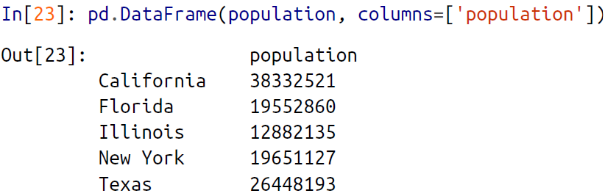 In[23]: pd.DataFrame(population, columns=['population'])
Out[23]: population
California 38332521
Florida 19552860
Illinois 12882135
New York 19651127
Texas 26448193